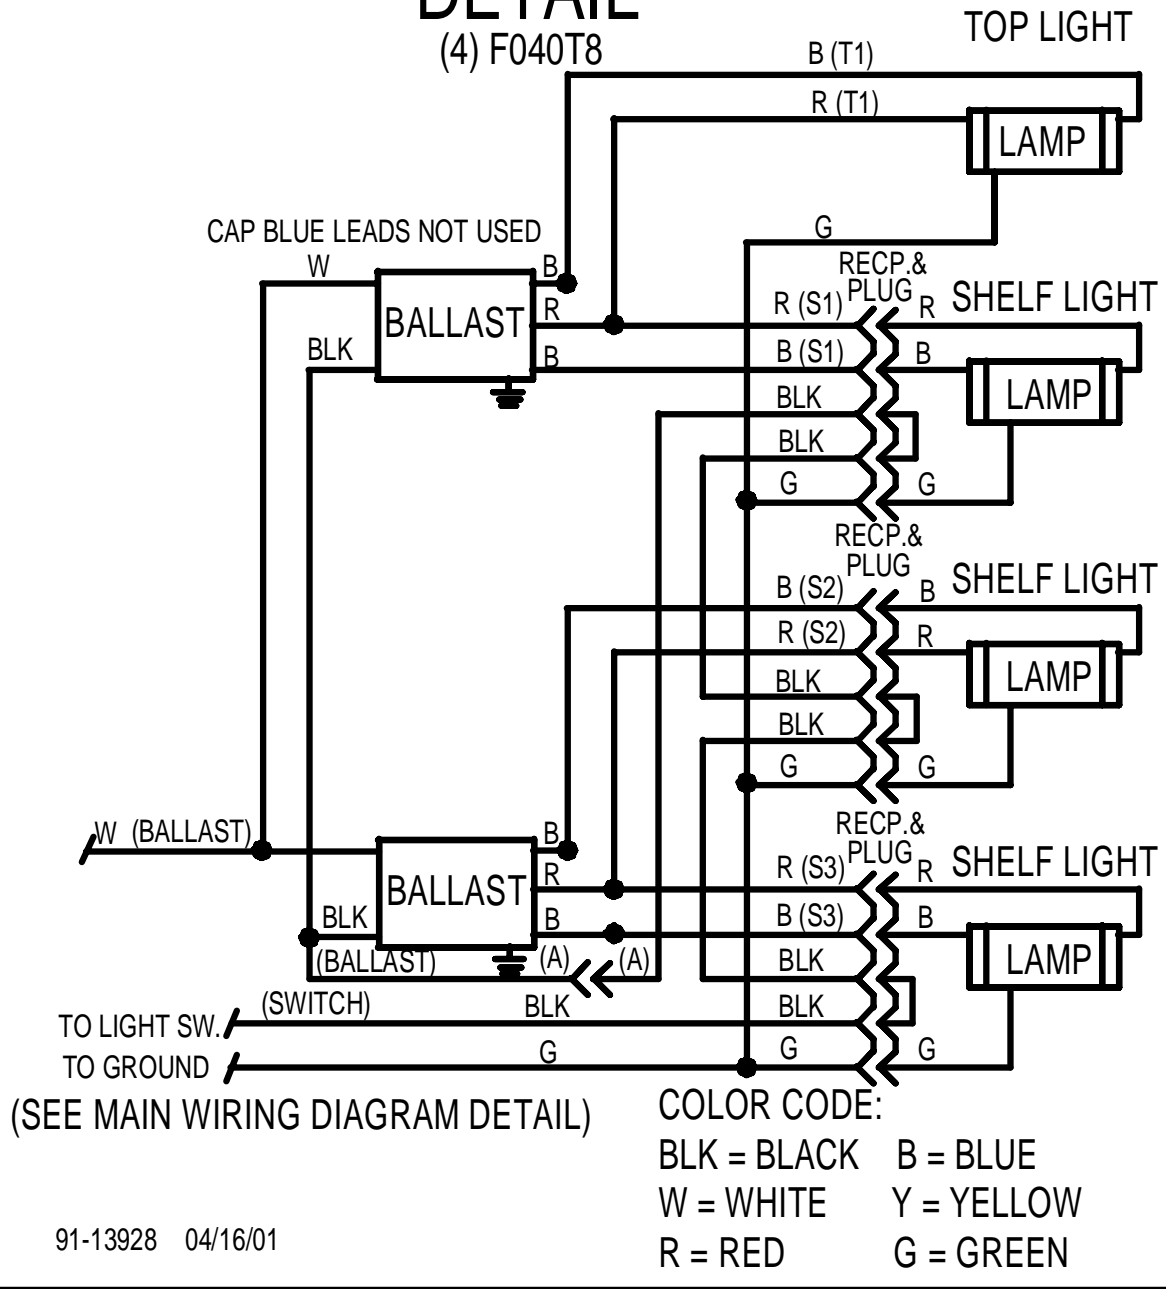 DETAIL
(4) F040T8
TOP LIGHT
B (T1)
R (T1)
LAMP
CAP BLUE LEADS NOT USED
G
W
B
RECP.&
PLUG
SHELF LIGHT
R (S1)
R
BALLAST
R
BLK
B
B (S1)
B
LAMP
BLK
BLK
G
G
RECP.&
PLUG
SHELF LIGHT
B (S2)
B
R (S2)
R
LAMP
BLK
BLK
G
G
RECP.&
PLUG
SHELF LIGHT
W (BALLAST)
B
R (S3)
R
BALLAST
R
BLK
B
B (S3)
B
(BALLAST)
(A)
(A)
BLK
LAMP
(SWITCH)
BLK
BLK
TO LIGHT SW.
G
G
G
TO GROUND
(SEE MAIN WIRING DIAGRAM DETAIL)
COLOR CODE:
BLK = BLACK B = BLUE
W = WHITE Y = YELLOW
R = RED G = GREEN
91-13928 04/16/01